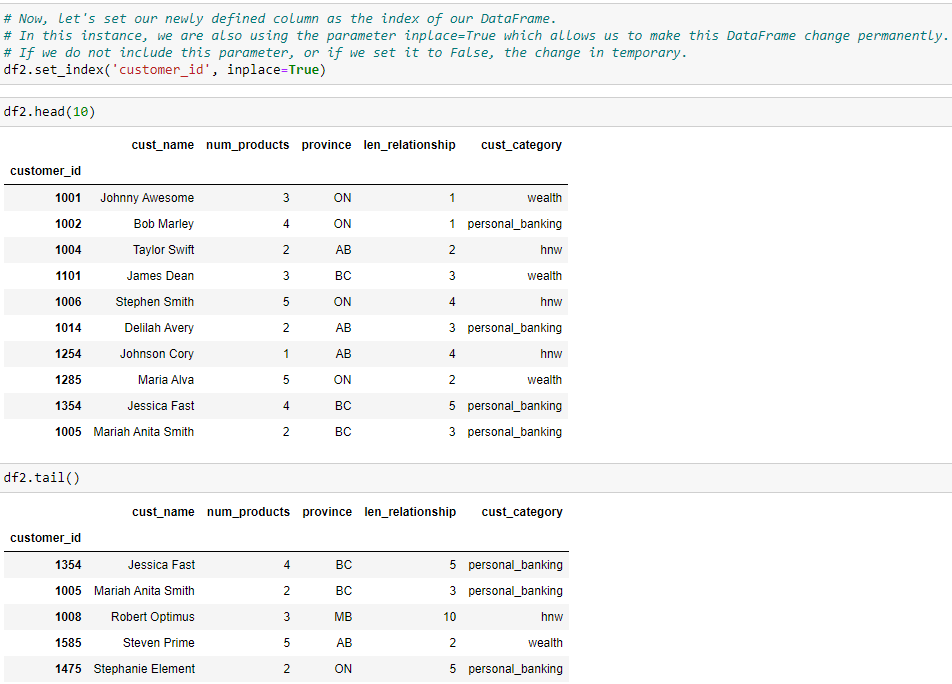 # Now, let's set our newly defined column as the index of our DataFrame.
# In this instance, we are also using the parameter inplace=True which allows us to make this DataFrame change permanently.
# If we do not include this parameter, or if we set it to False, the change in temporary.
df2.set_index('customer_id', inplace=True)
df2.head(10)
cust_name num_products province len_relationship cust_category
customer_id
1001 Johnny Awesome 3 ON 1 wealth
1002 Bob Marley 4 ON 1 personal_banking
1004 Taylor Swift 2 AB 2 hnw
1101 James Dean 3 BC 3 wealth
1006 Stephen Smith 5 ON 4 hnw
1014 Delilah Avery 2 AB 3 personal_banking
1254 Johnson Cory 1 AB 4 hnw
1285 Maria Alva 5 ON 2 wealth
1354 Jessica Fast 4 BC 5 personal_banking
1005 Mariah Anita Smith 2 BC 3 personal_banking
df2.tail()
cust_name num_products province len_relationship cust_category
customer_id
1354 Jessica Fast 4 BC 5 personal_banking
1005 Mariah Anita Smith 2 BC 3 personal_banking
1008 Robert Optimus 3 MB 10 hnw
1585 Steven Prime 5 AB 2 wealth
1475 Stephanie Element 2 ON 5 personal_banking